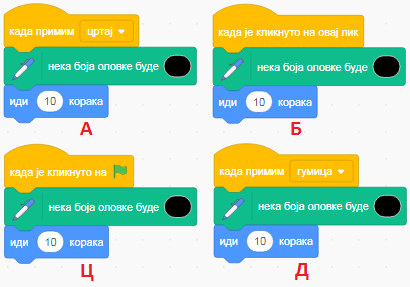 када примим цртај
нека боја оловке буде
иди 10 корака
А
када је кликнуто на овај лик
нека боја оловке буде
иди 10 корака
Б
када је кликнуто на
нека боја оловке буде
иди 10 корака
Ц
када примим гумица
нека боја оловке буде
иди 10 корака
Д